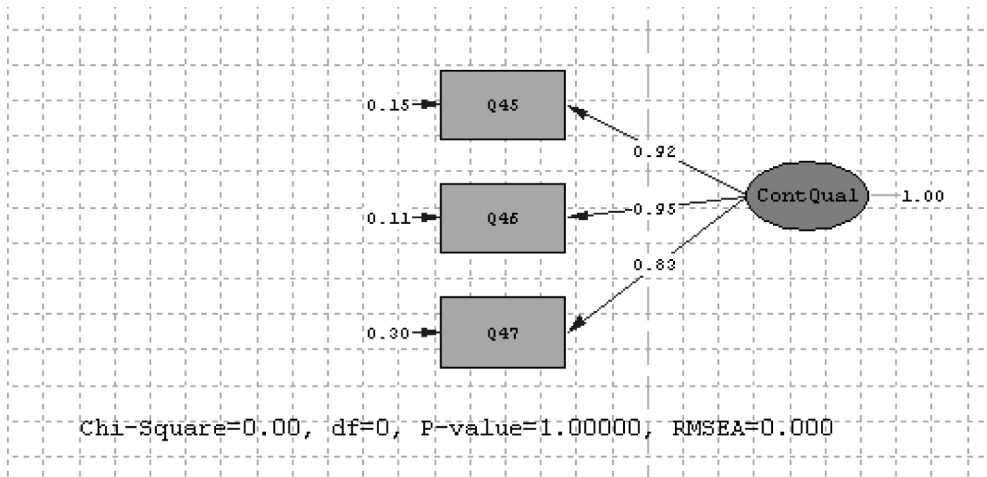 0.15 Q45
0.92
ContQual 1.00
0.11 Q46 0.95
0.83
0.30 Q47
Chi-Square=0.00, df=0, P-value=1.00000, RMSEA=0.000